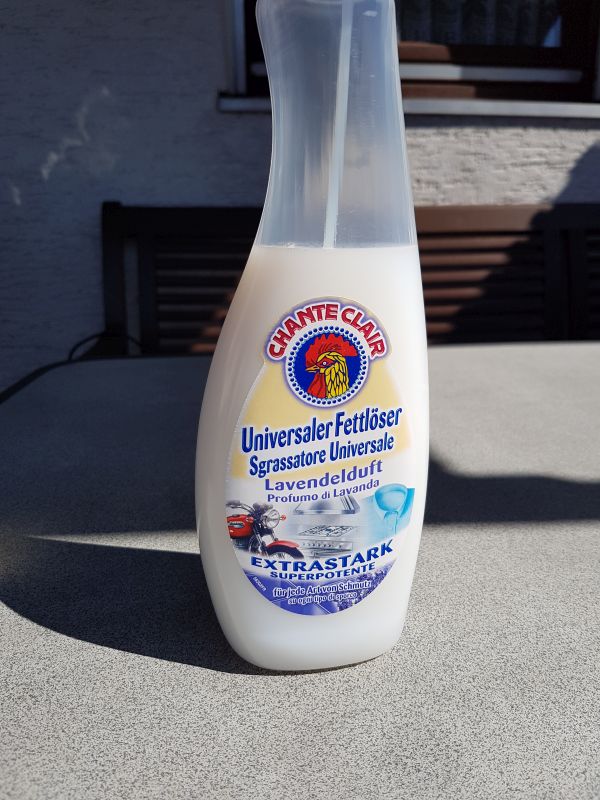 CHANTE CLAIR
Universaler Fettlöser
Sgrassatore Universale
Lavendelduft
Profumo di Lavanda
EXTRASTARK
SUPERPOTENTE
für jede Art von Schmutz
su ogni tipo di sporco